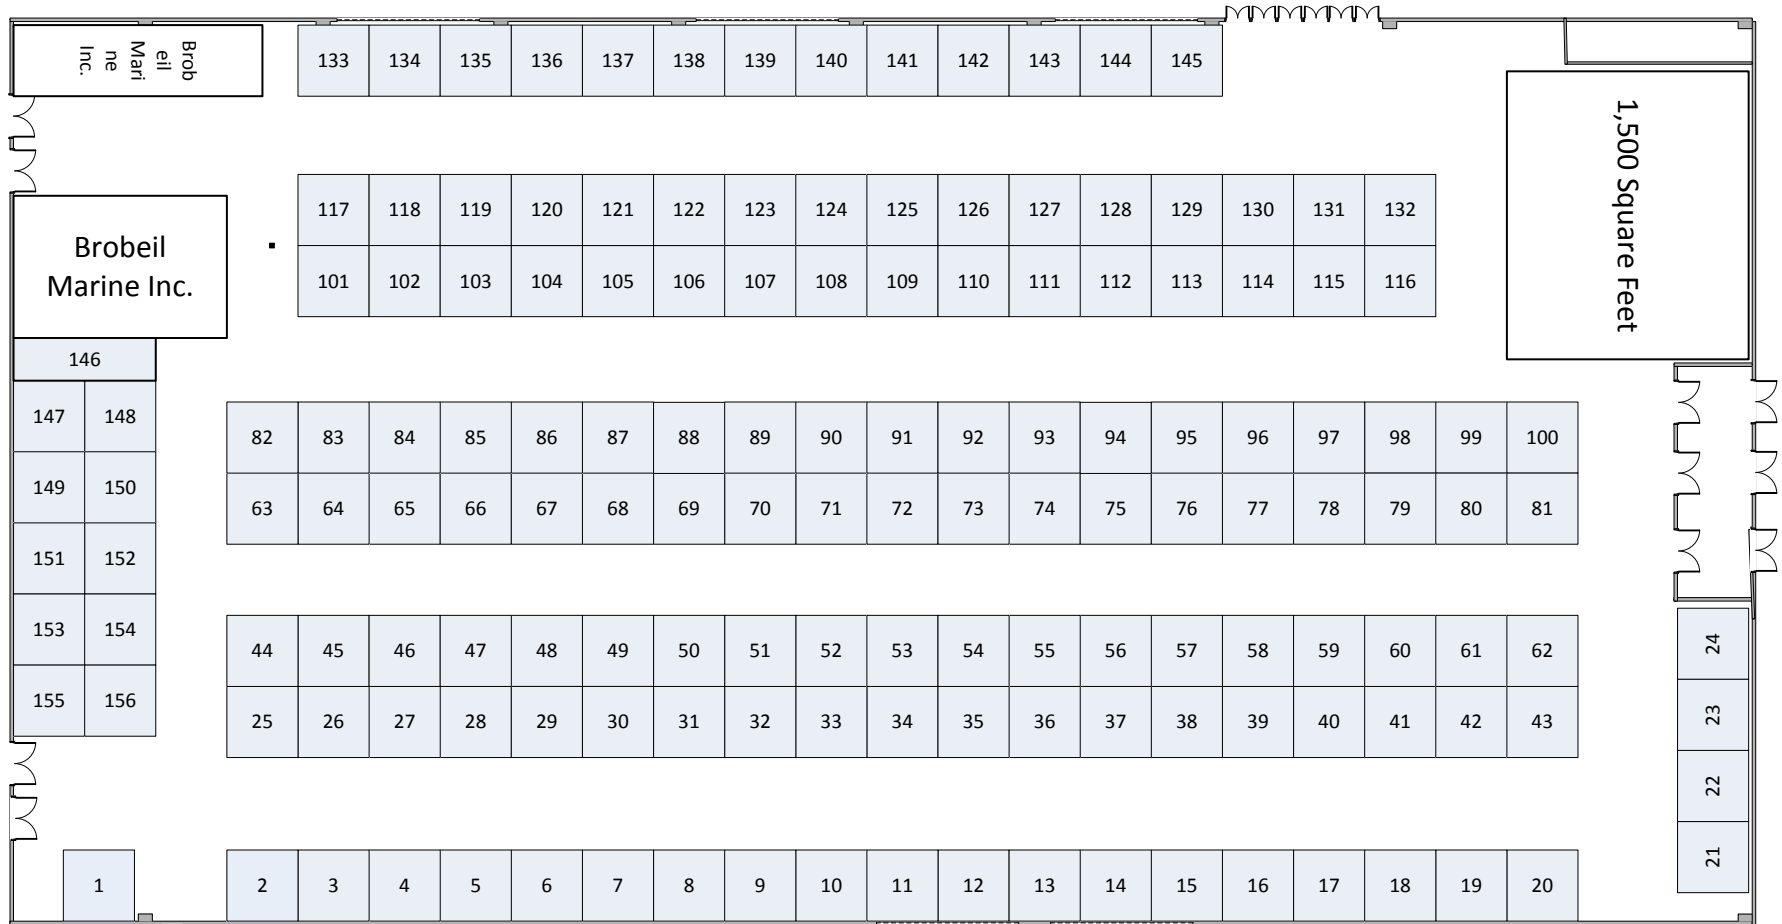 Brob
eil
Mari
ne
Inc.
133 134 135 136 137 138 139 140 141 142 143 144 145
1,500 Square Feet
117 118 119 120 121 122 123 124 125 126 127 128 129 130 131 132
Brobeil
Marine Inc.
101 102 103 104 105 106 107 108 109 110 111 112 113 114 115 116
146
147 148
82 83 84 85 86 87 88 89 90 91 92 93 94 95 96 97 98 99 100
149 150
63 64 65 66 67 68 69 70 71 72 73 74 75 76 77 78 79 80 81
151 152
153 154
44 45 46 47 48 49 50 51 52 53 54 55 56 57 58 59 60 61 62
24
155 156
25 26 27 28 29 30 31 32 33 34 35 36 37 38 39 40 41 42 43
23
22
21
1 2 3 4 5 6 7 8 9 10 11 12 13 14 15 16 17 18 19 20